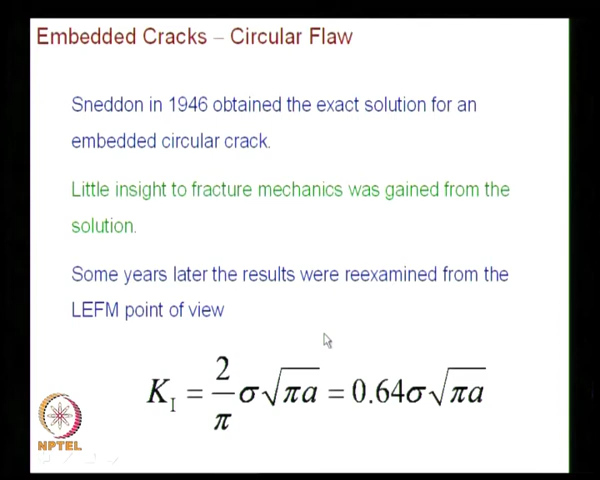 Embedded Cracks – Circular Flaw
Sneddon in 1946 obtained the exact solution for an
embedded circular crack.
Little insight to fracture mechanics was gained from the
solution.
Some years later the results were reexamined from the
LEFM point of view
K_I = 2/π σ√πa = 0.64σ√πa
NPTEL